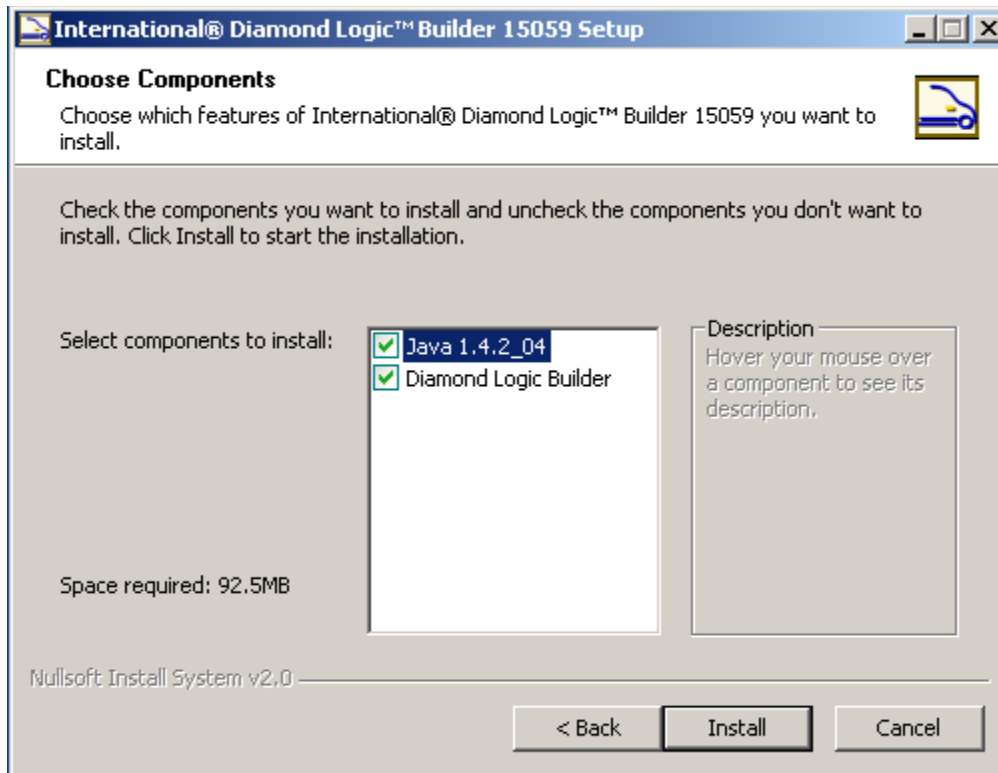 International® Diamond Logic™ Builder 15059 Setup
Choose Components
Choose which features of International® Diamond Logic™ Builder 15059 you want to
install.
Check the components you want to install and uncheck the components you don't want to
install. Click Install to start the installation.
Select components to install:
Java 1.4.2_04
Diamond Logic Builder
Description
Hover your mouse over
a component to see its
description.
Space required: 92.5MB
Nullsoft Install System v2.0
< Back
Install
Cancel